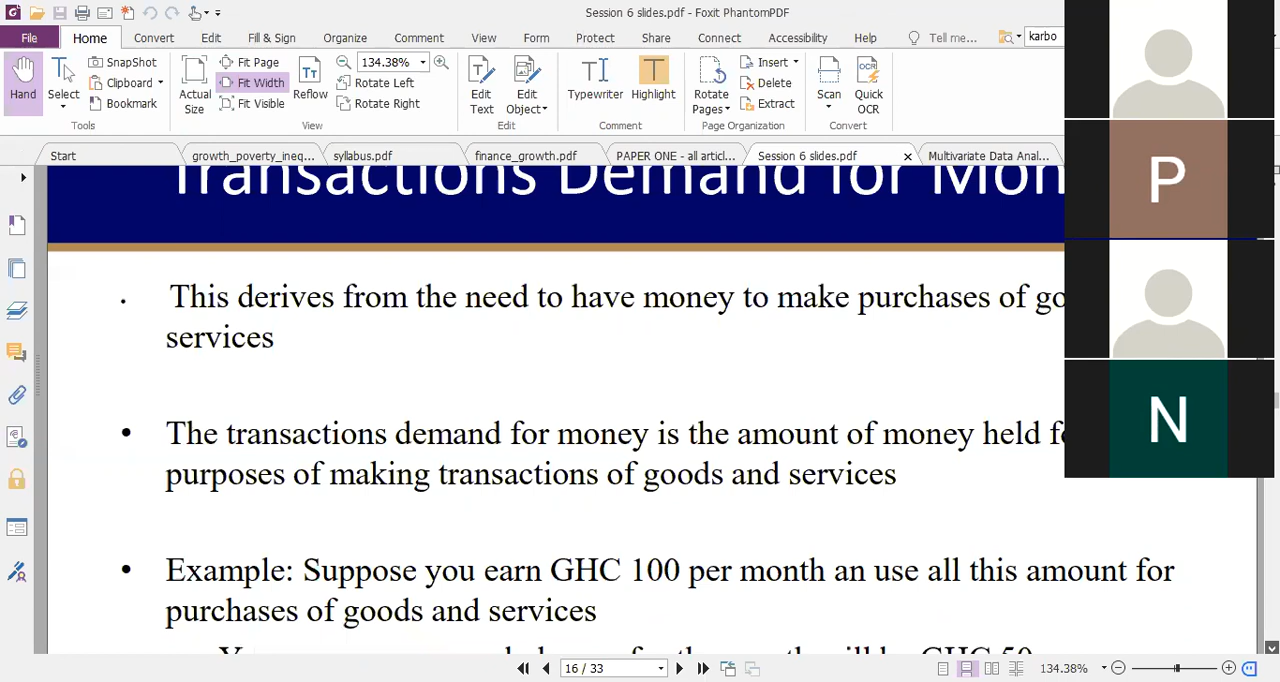 Session 6 slides.pdf - Foxit PhantomPDF
File Home Convert Edit Fill & Sign Organize Comment View Form Protect Share Connect Accessibility Help Tell me... karbo
Hand
Select
SnapShot
Clipboard
Bookmark
Tools
Actual Size
Fit Page
Fit Width
Fit Visible
Reflow
134.38%
Rotate Left
Rotate Right
View
Edit Text
Edit Object
Edit
Typewriter
Highlight
Comment
Rotate Pages
Insert
Delete
Extract
Page Organization
Scan
Quick OCR
Convert
Start growth_poverty_ineq... syllabus.pdf finance_growth.pdf PAPER ONE - all articl... Session 6 slides.pdf Multivariate Data Anal...
Transactions Demand for Mon
P
• This derives from the need to have money to make purchases of go
services
N
• The transactions demand for money is the amount of money held f
purposes of making transactions of goods and services
• Example: Suppose you earn GHC 100 per month an use all this amount for
purchases of goods and services
16 / 33
134.38%